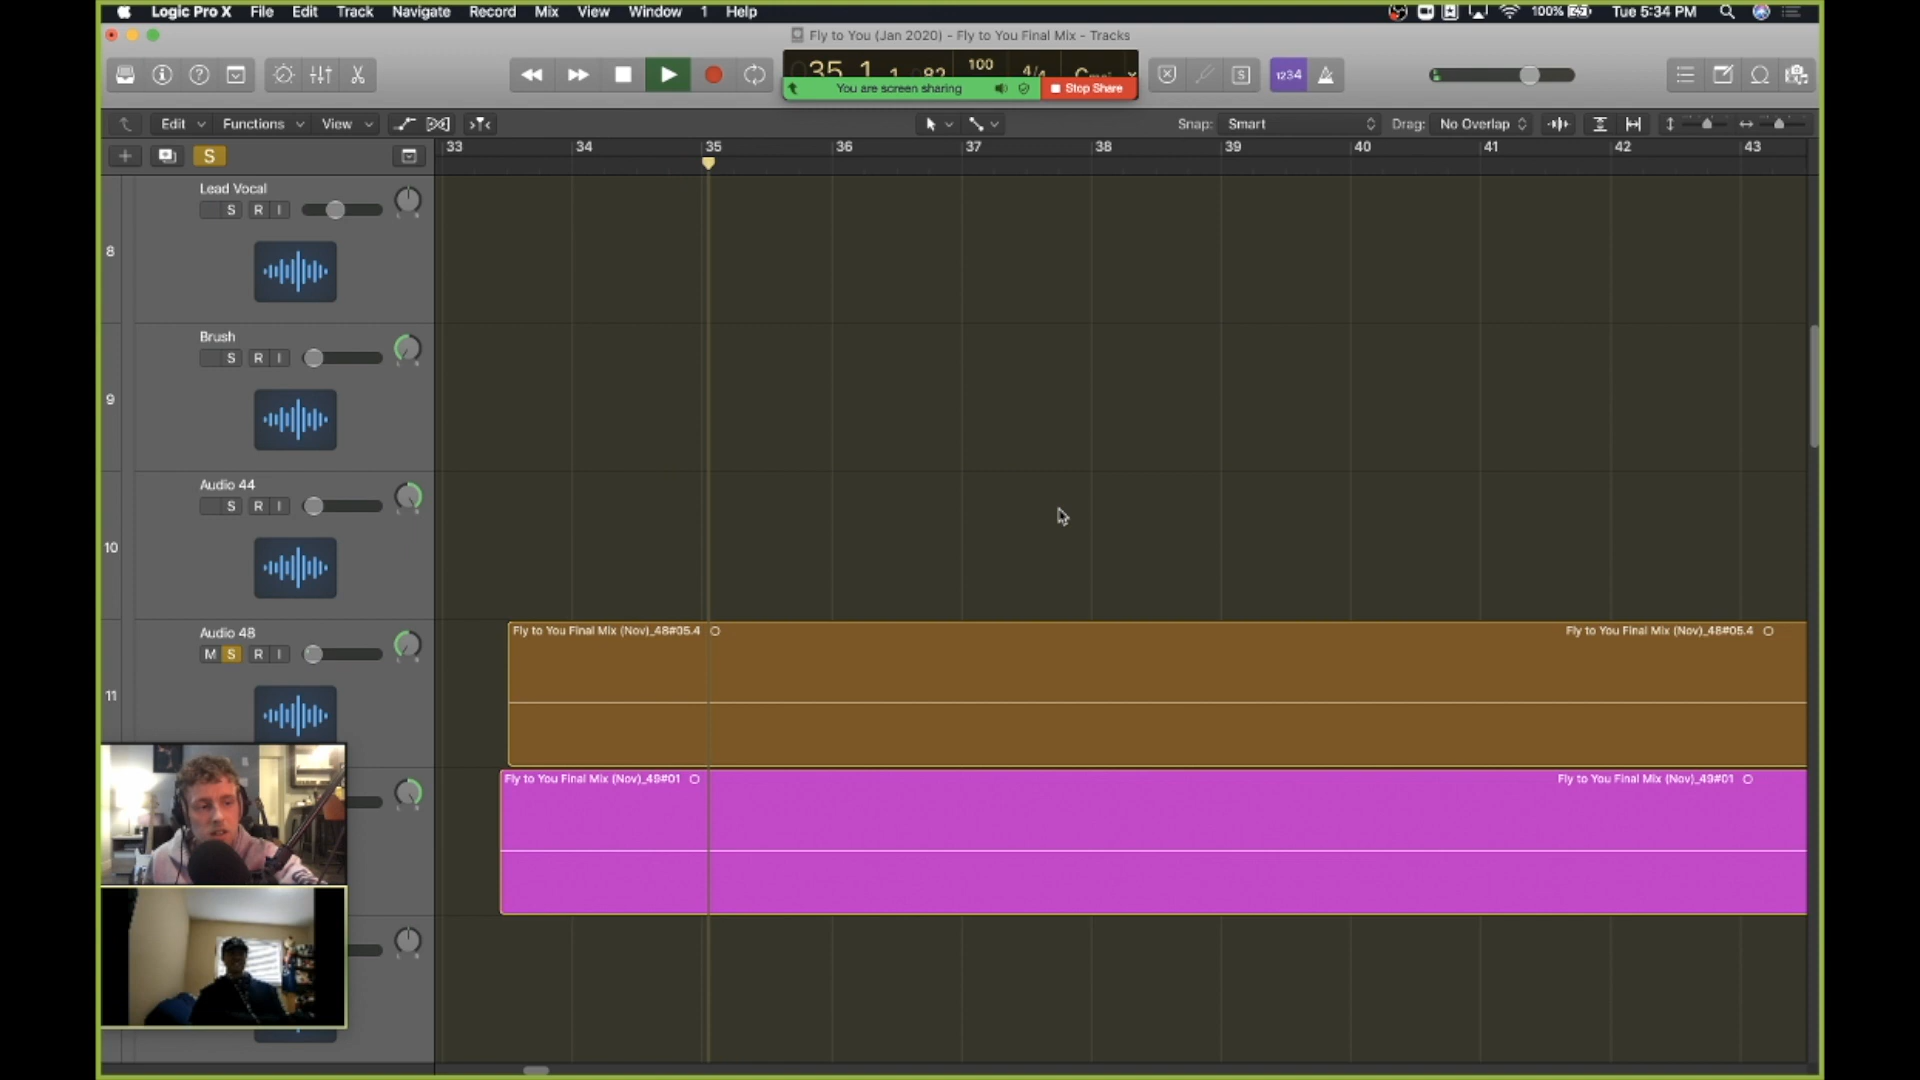 Logic Pro X File Edit Track Navigate Record Mix View Window 1 Help 100% Tue 5:34 PM
Fly to You (Jan 2020) - Fly to You Final Mix - Tracks
35 1 1 82 100 4/4 S 1234
You are screen sharing Stop Share
Edit Functions View Snap: Smart Drag: No Overlap
S 33 34 35 36 37 38 39 40 41 42 43
Lead Vocal
S R I
8
Brush
S R I
9
Audio 44
S R I
10
Audio 48
M S R I
11
Fly to You Final Mix (Nov)_48#05.4 Fly to You Final Mix (Nov)_48#05.4
Fly to You Final Mix (Nov)_49#01 Fly to You Final Mix (Nov)_49#01